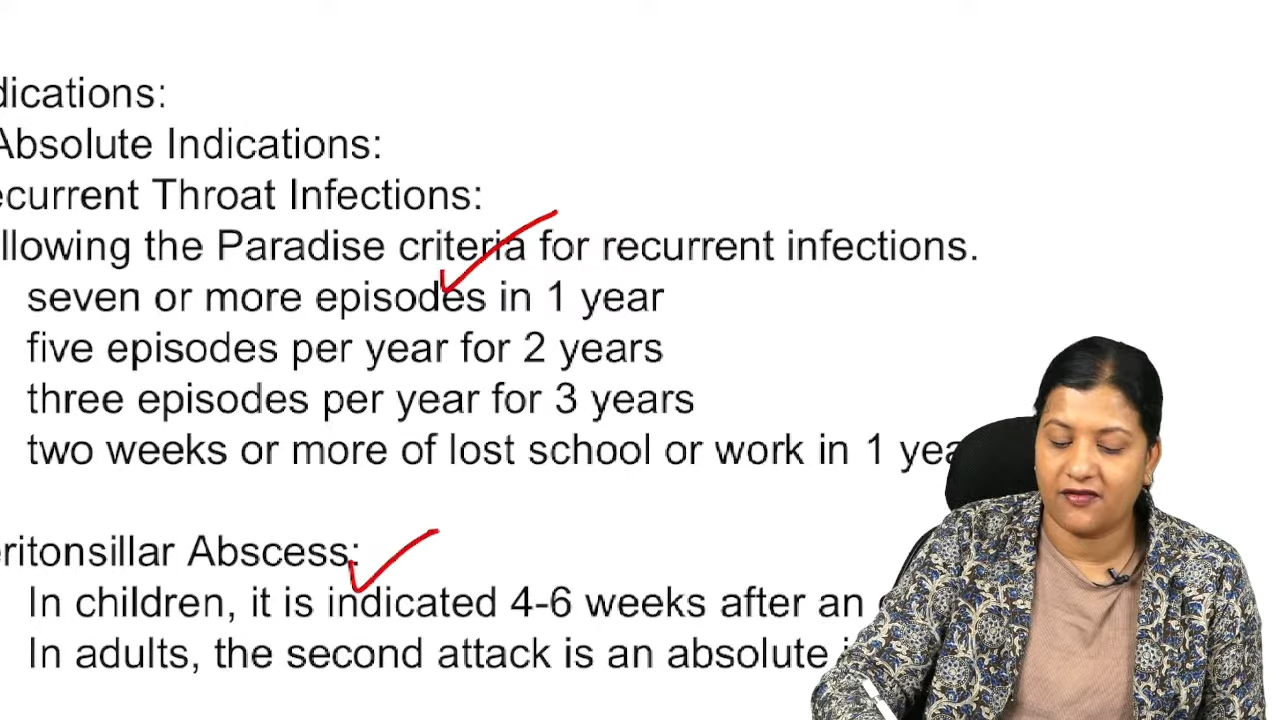 dications:
Absolute Indications:
ecurrent Throat Infections:
llowing the Paradise criteria for recurrent infections.
seven or more episodes in 1 year
five episodes per year for 2 years
three episodes per year for 3 years
two weeks or more of lost school or work in 1 yea
eritonsillar Abscess:
In children, it is indicated 4-6 weeks after an
In adults, the second attack is an absolute